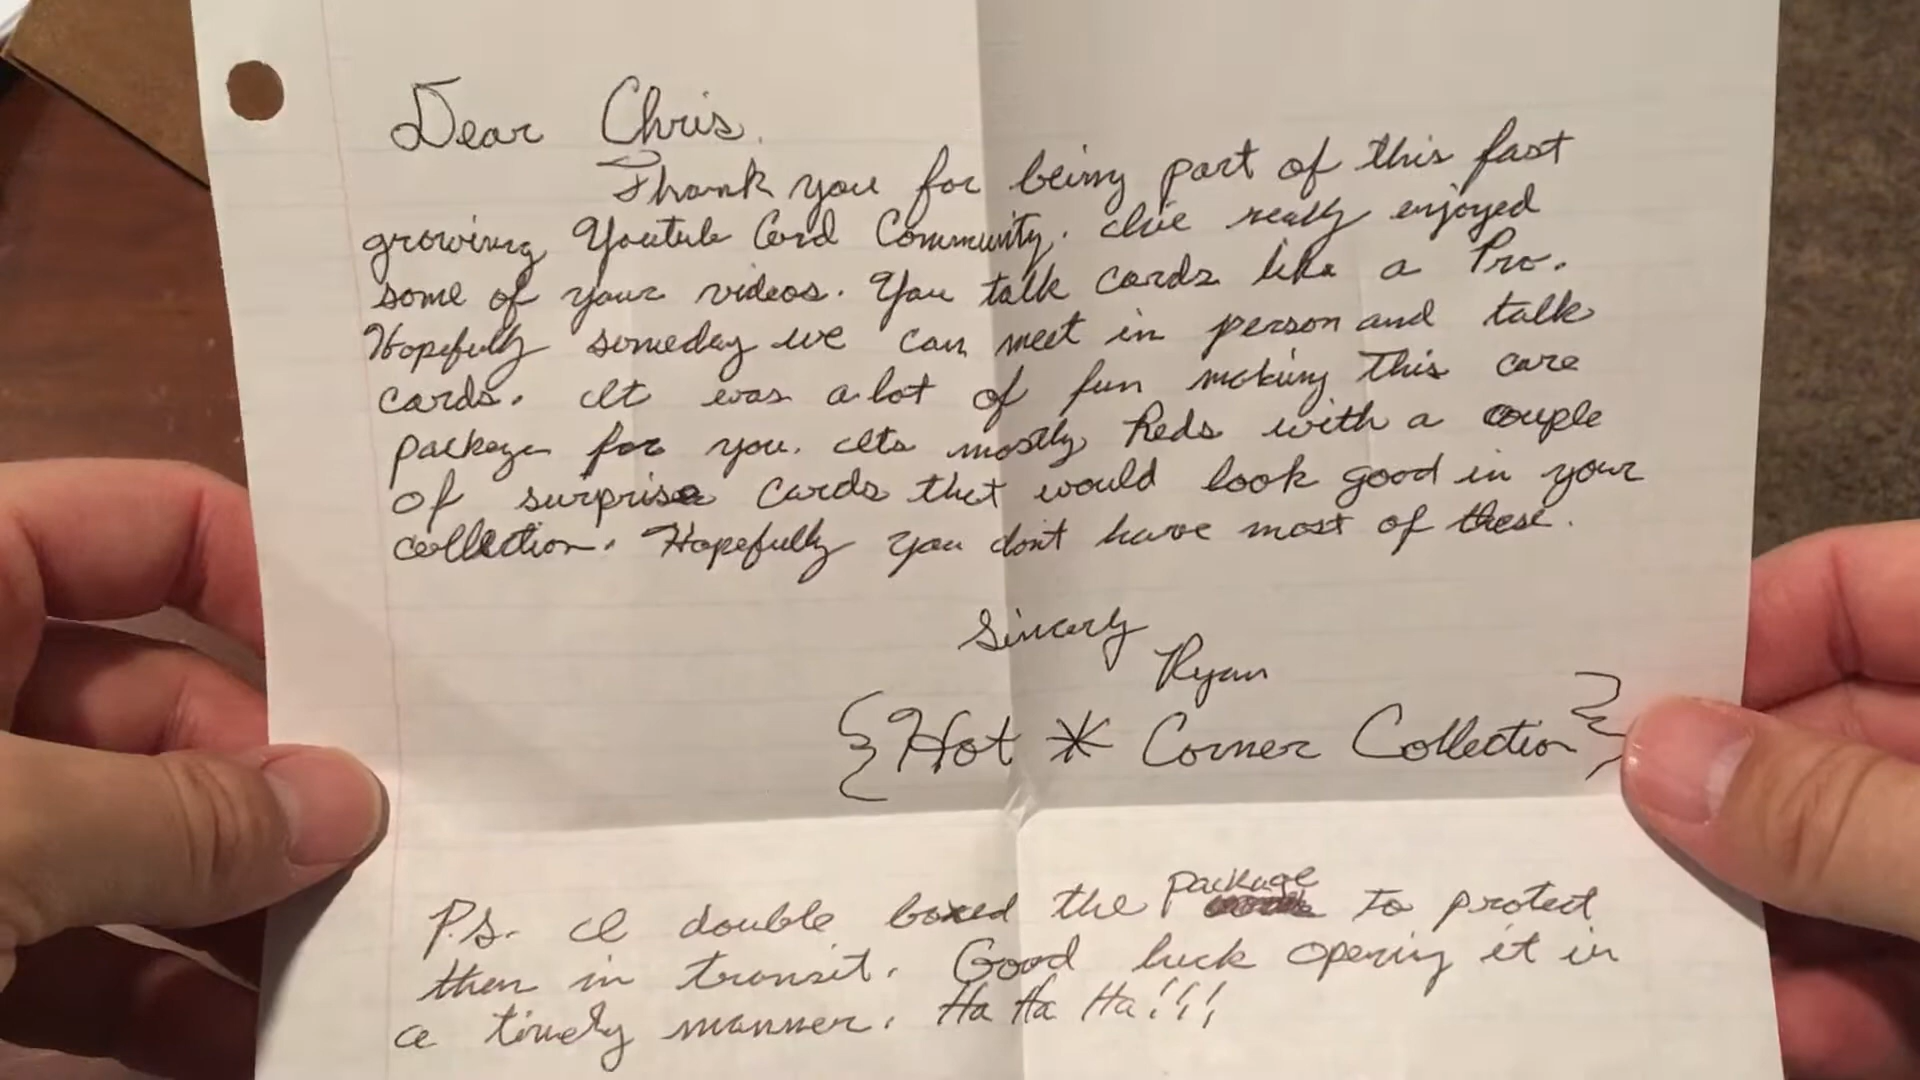 Dear Chris.
Thank you for being part of this fast
growing Youtube Card Community. Ive really enjoyed
some of your videos. You talk cards like a Pro.
Hopefully someday we can meet in person and talk
cards. It was a lot of fun making this care
package for you. Its mostly Reds with a couple
of surprise cards that would look good in your
collection. Hopefully you don't have most of these.
Sincerly
Ryan
{Hot * Corner Collection}
P.S. I double boxed the package to protect
then in transit. Good luck opening it in
a timely manner. Ha Ha Ha!!!